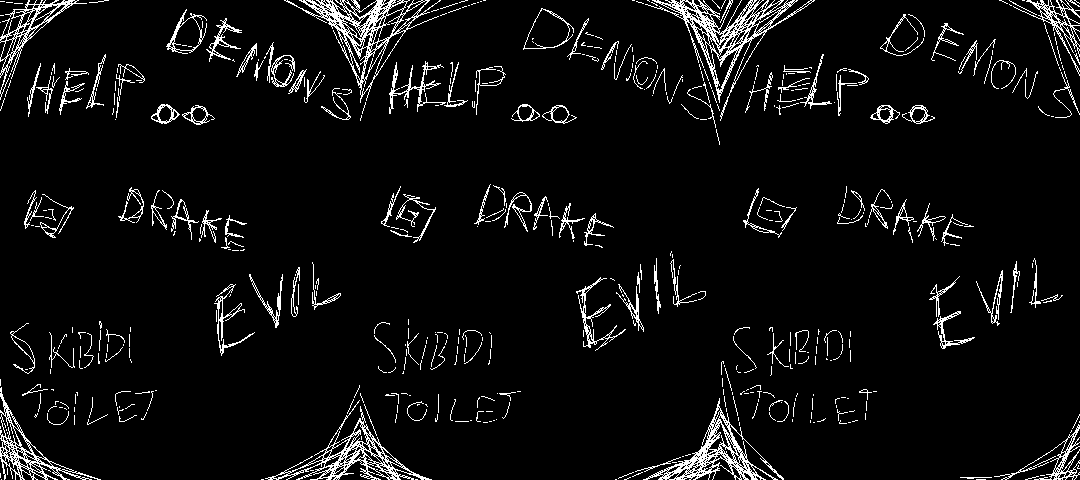 HELP DEMONS HELP DEMONS HELP DEMONS
DRAKE DRAKE DRAKE
EVIL EVIL EVIL
SKIBIDI SKIBIDI SKIBIDI
TOILET TOILET TOILET